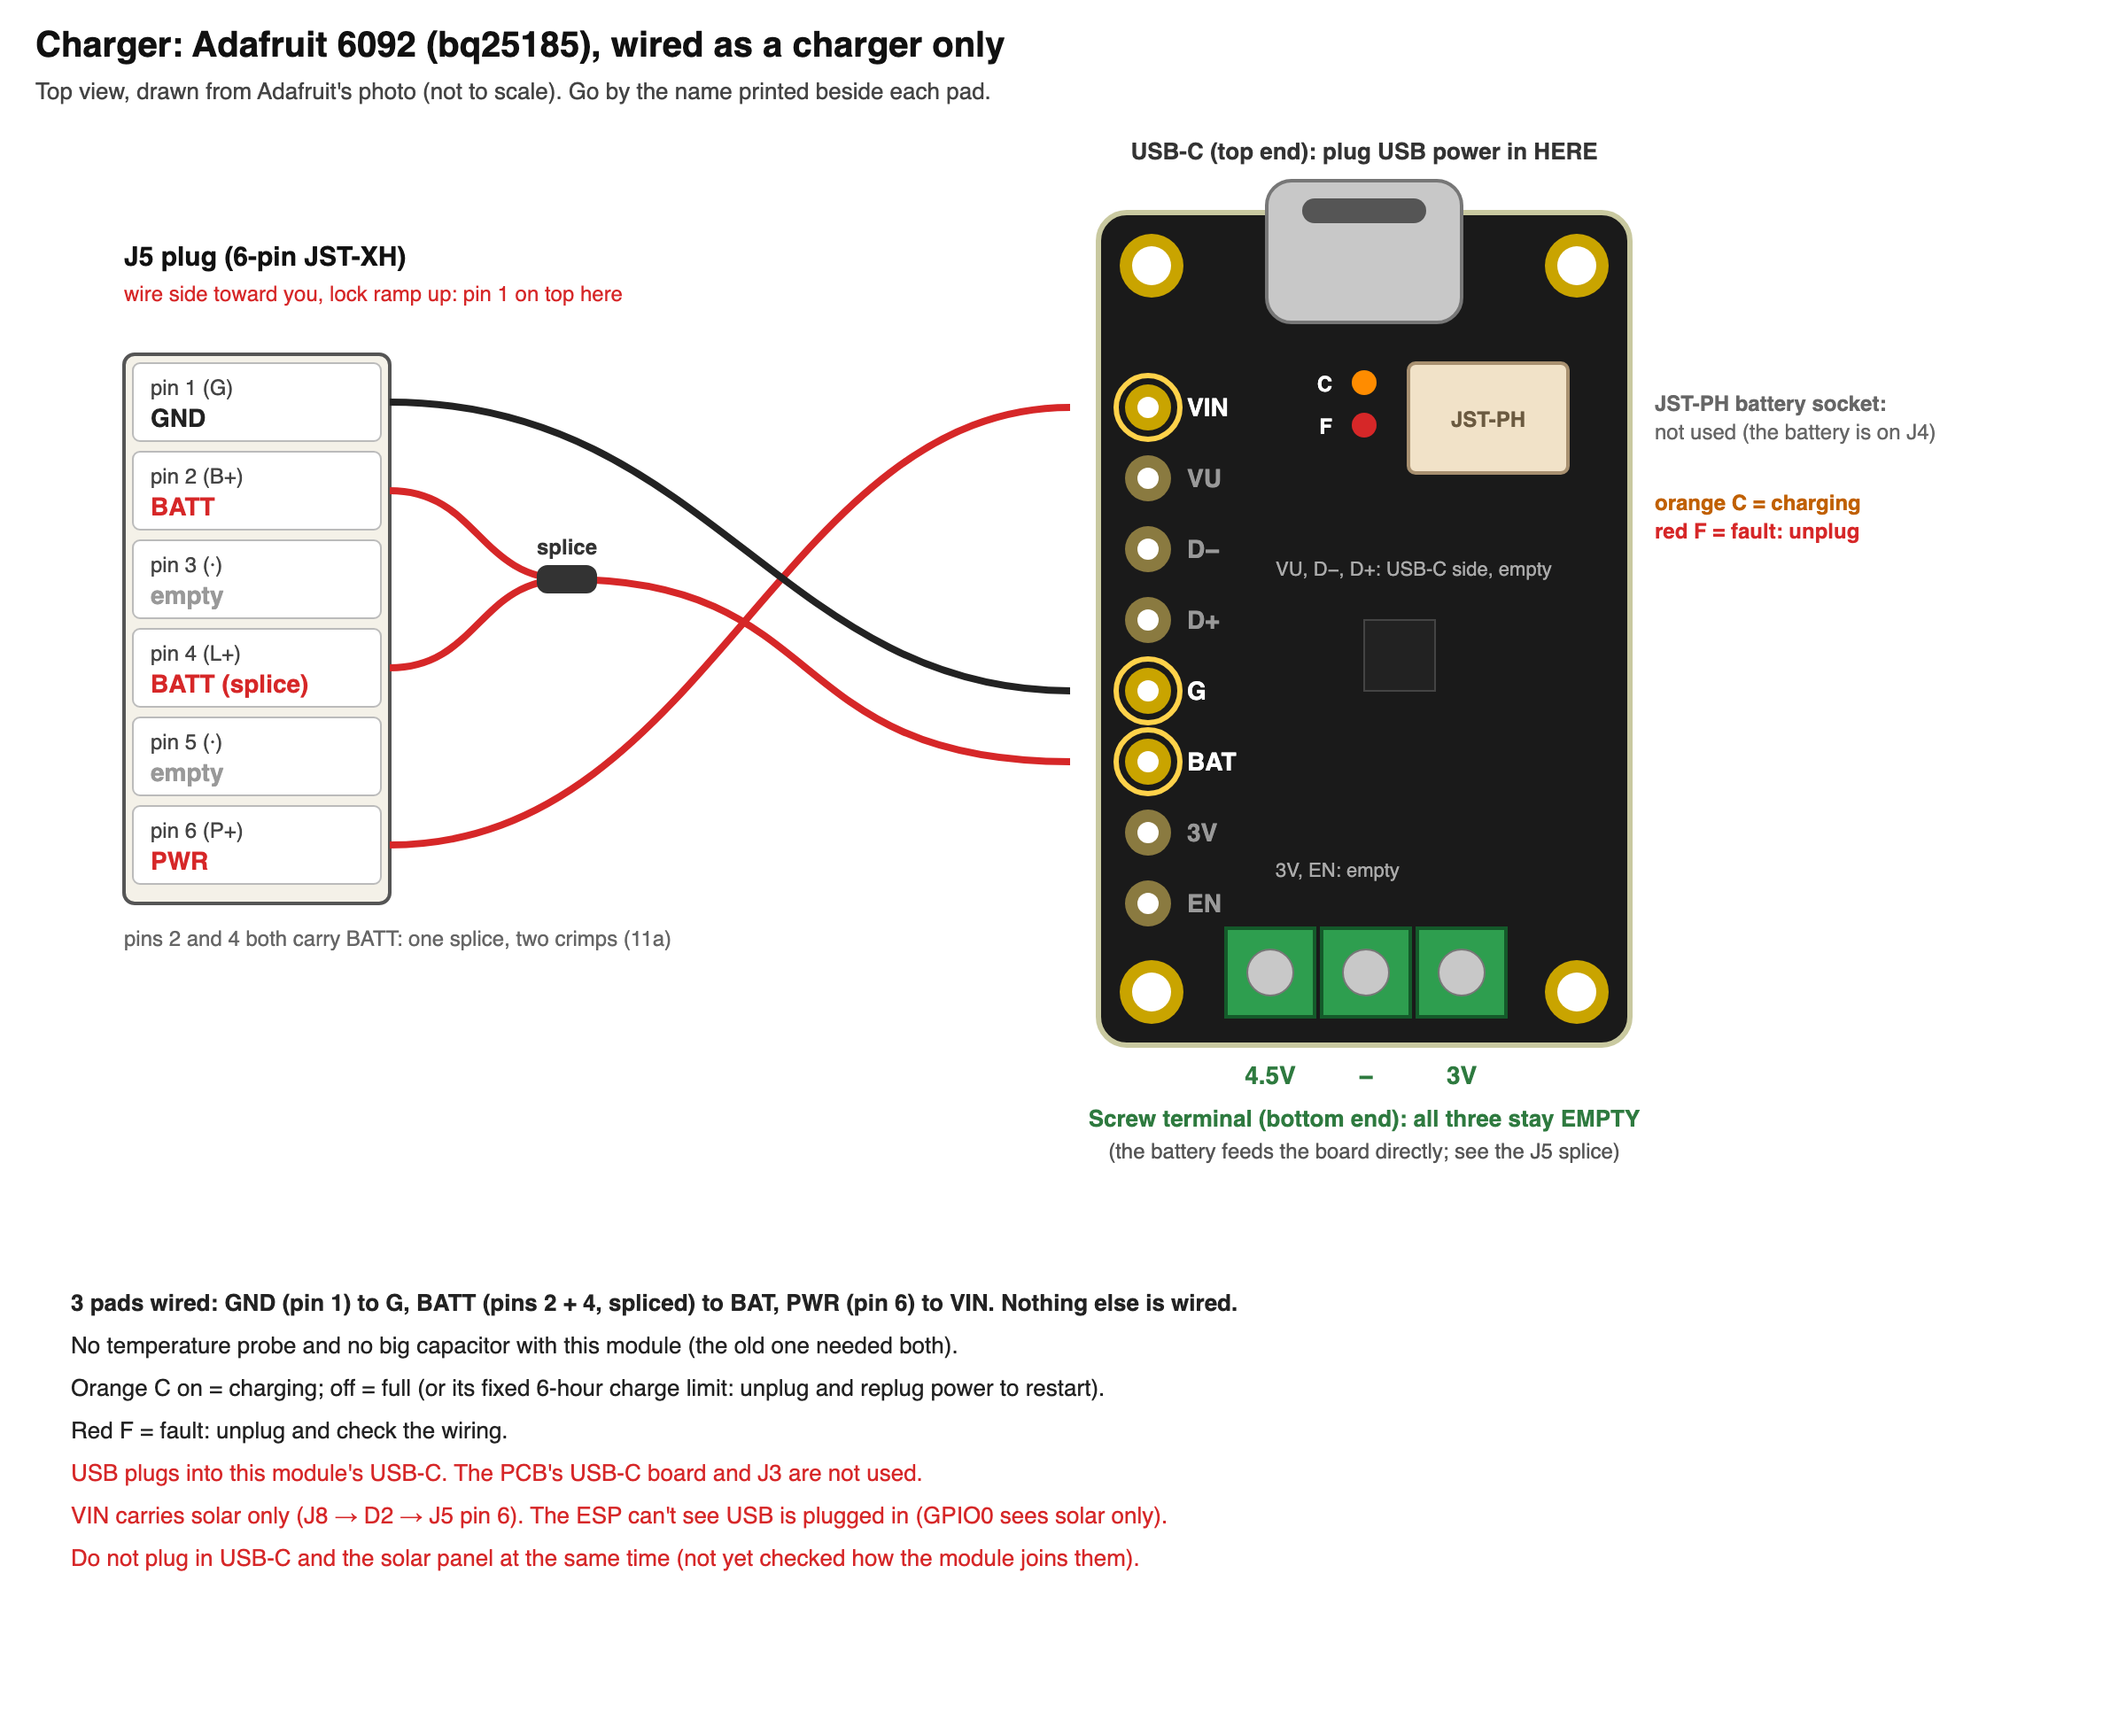 Charger: Adafruit 6092 (bq25185), wired as a charger only
Top view, drawn from Adafruit's photo (not to scale). Go by the name printed beside each pad.
USB-C (top end): plug USB power in HERE
J5 plug (6-pin JST-XH)
wire side toward you, lock ramp up: pin 1 on top here
pin 1 (G)
GND
pin 2 (B+)
BATT
pin 3 (·)
empty
pin 4 (L+)
BATT (splice)
pin 5 (·)
empty
pin 6 (P+)
PWR
pins 2 and 4 both carry BATT: one splice, two crimps (11a)
splice
VIN
VU
D–
D+
G
BAT
3V
EN
C
F
JST-PH
VU, D–, D+: USB-C side, empty
3V, EN: empty
JST-PH battery socket:
not used (the battery is on J4)
orange C = charging
red F = fault: unplug
4.5V – 3V
Screw terminal (bottom end): all three stay EMPTY
(the battery feeds the board directly; see the J5 splice)
3 pads wired: GND (pin 1) to G, BATT (pins 2 + 4, spliced) to BAT, PWR (pin 6) to VIN. Nothing else is wired.
No temperature probe and no big capacitor with this module (the old one needed both).
Orange C on = charging; off = full (or its fixed 6-hour charge limit: unplug and replug power to restart).
Red F = fault: unplug and check the wiring.
USB plugs into this module's USB-C. The PCB's USB-C board and J3 are not used.
VIN carries solar only (J8 → D2 → J5 pin 6). The ESP can't see USB is plugged in (GPIO0 sees solar only).
Do not plug in USB-C and the solar panel at the same time (not yet checked how the module joins them).